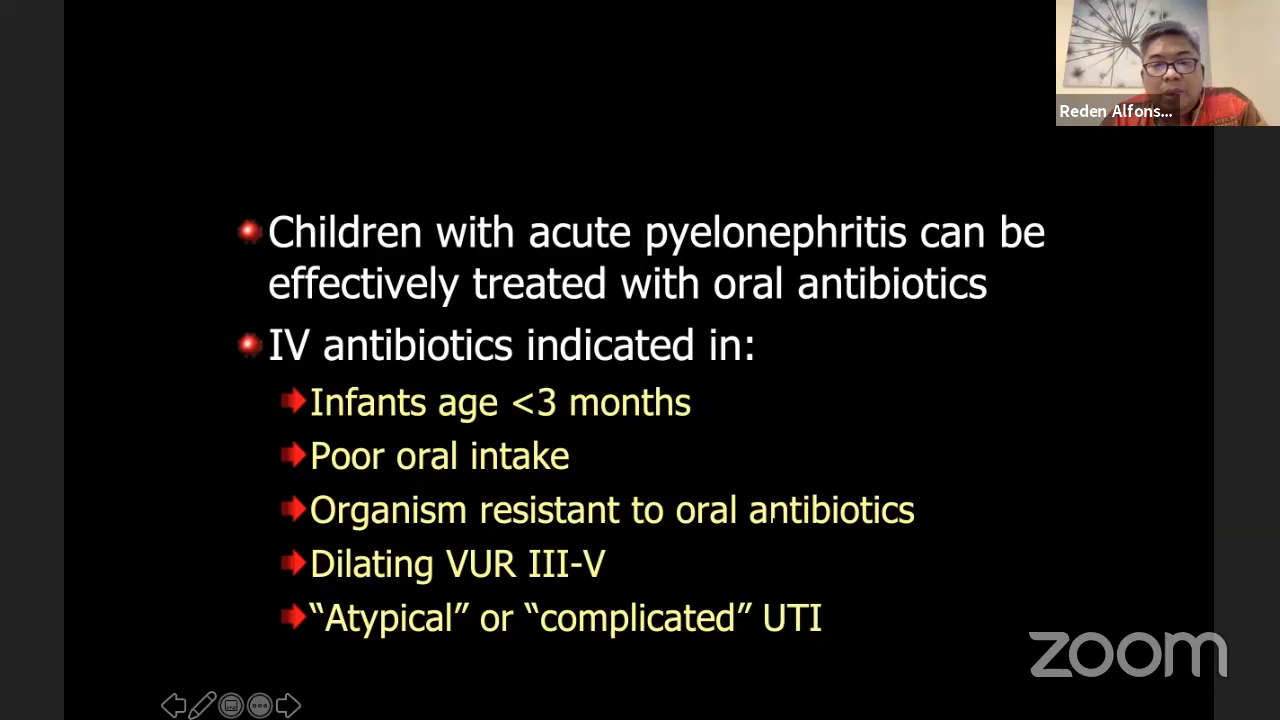 Reden Alfons...
Children with acute pyelonephritis can be
effectively treated with oral antibiotics
IV antibiotics indicated in:
Infants age <3 months
Poor oral intake
Organism resistant to oral antibiotics
Dilating VUR III-V
“Atypical” or “complicated” UTI
zoom